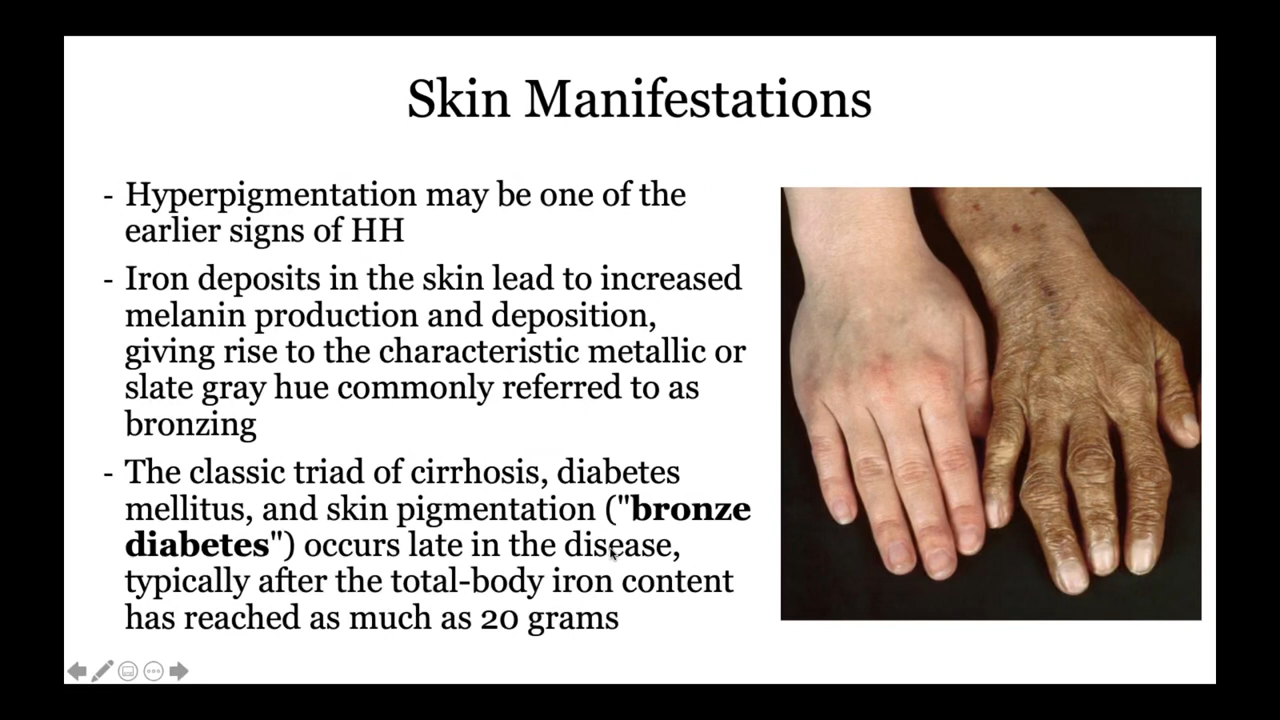 Skin Manifestations
- Hyperpigmentation may be one of the
earlier signs of HH
- Iron deposits in the skin lead to increased
melanin production and deposition,
giving rise to the characteristic metallic or
slate gray hue commonly referred to as
bronzing
- The classic triad of cirrhosis, diabetes
mellitus, and skin pigmentation ("bronze
diabetes") occurs late in the disease,
typically after the total-body iron content
has reached as much as 20 grams